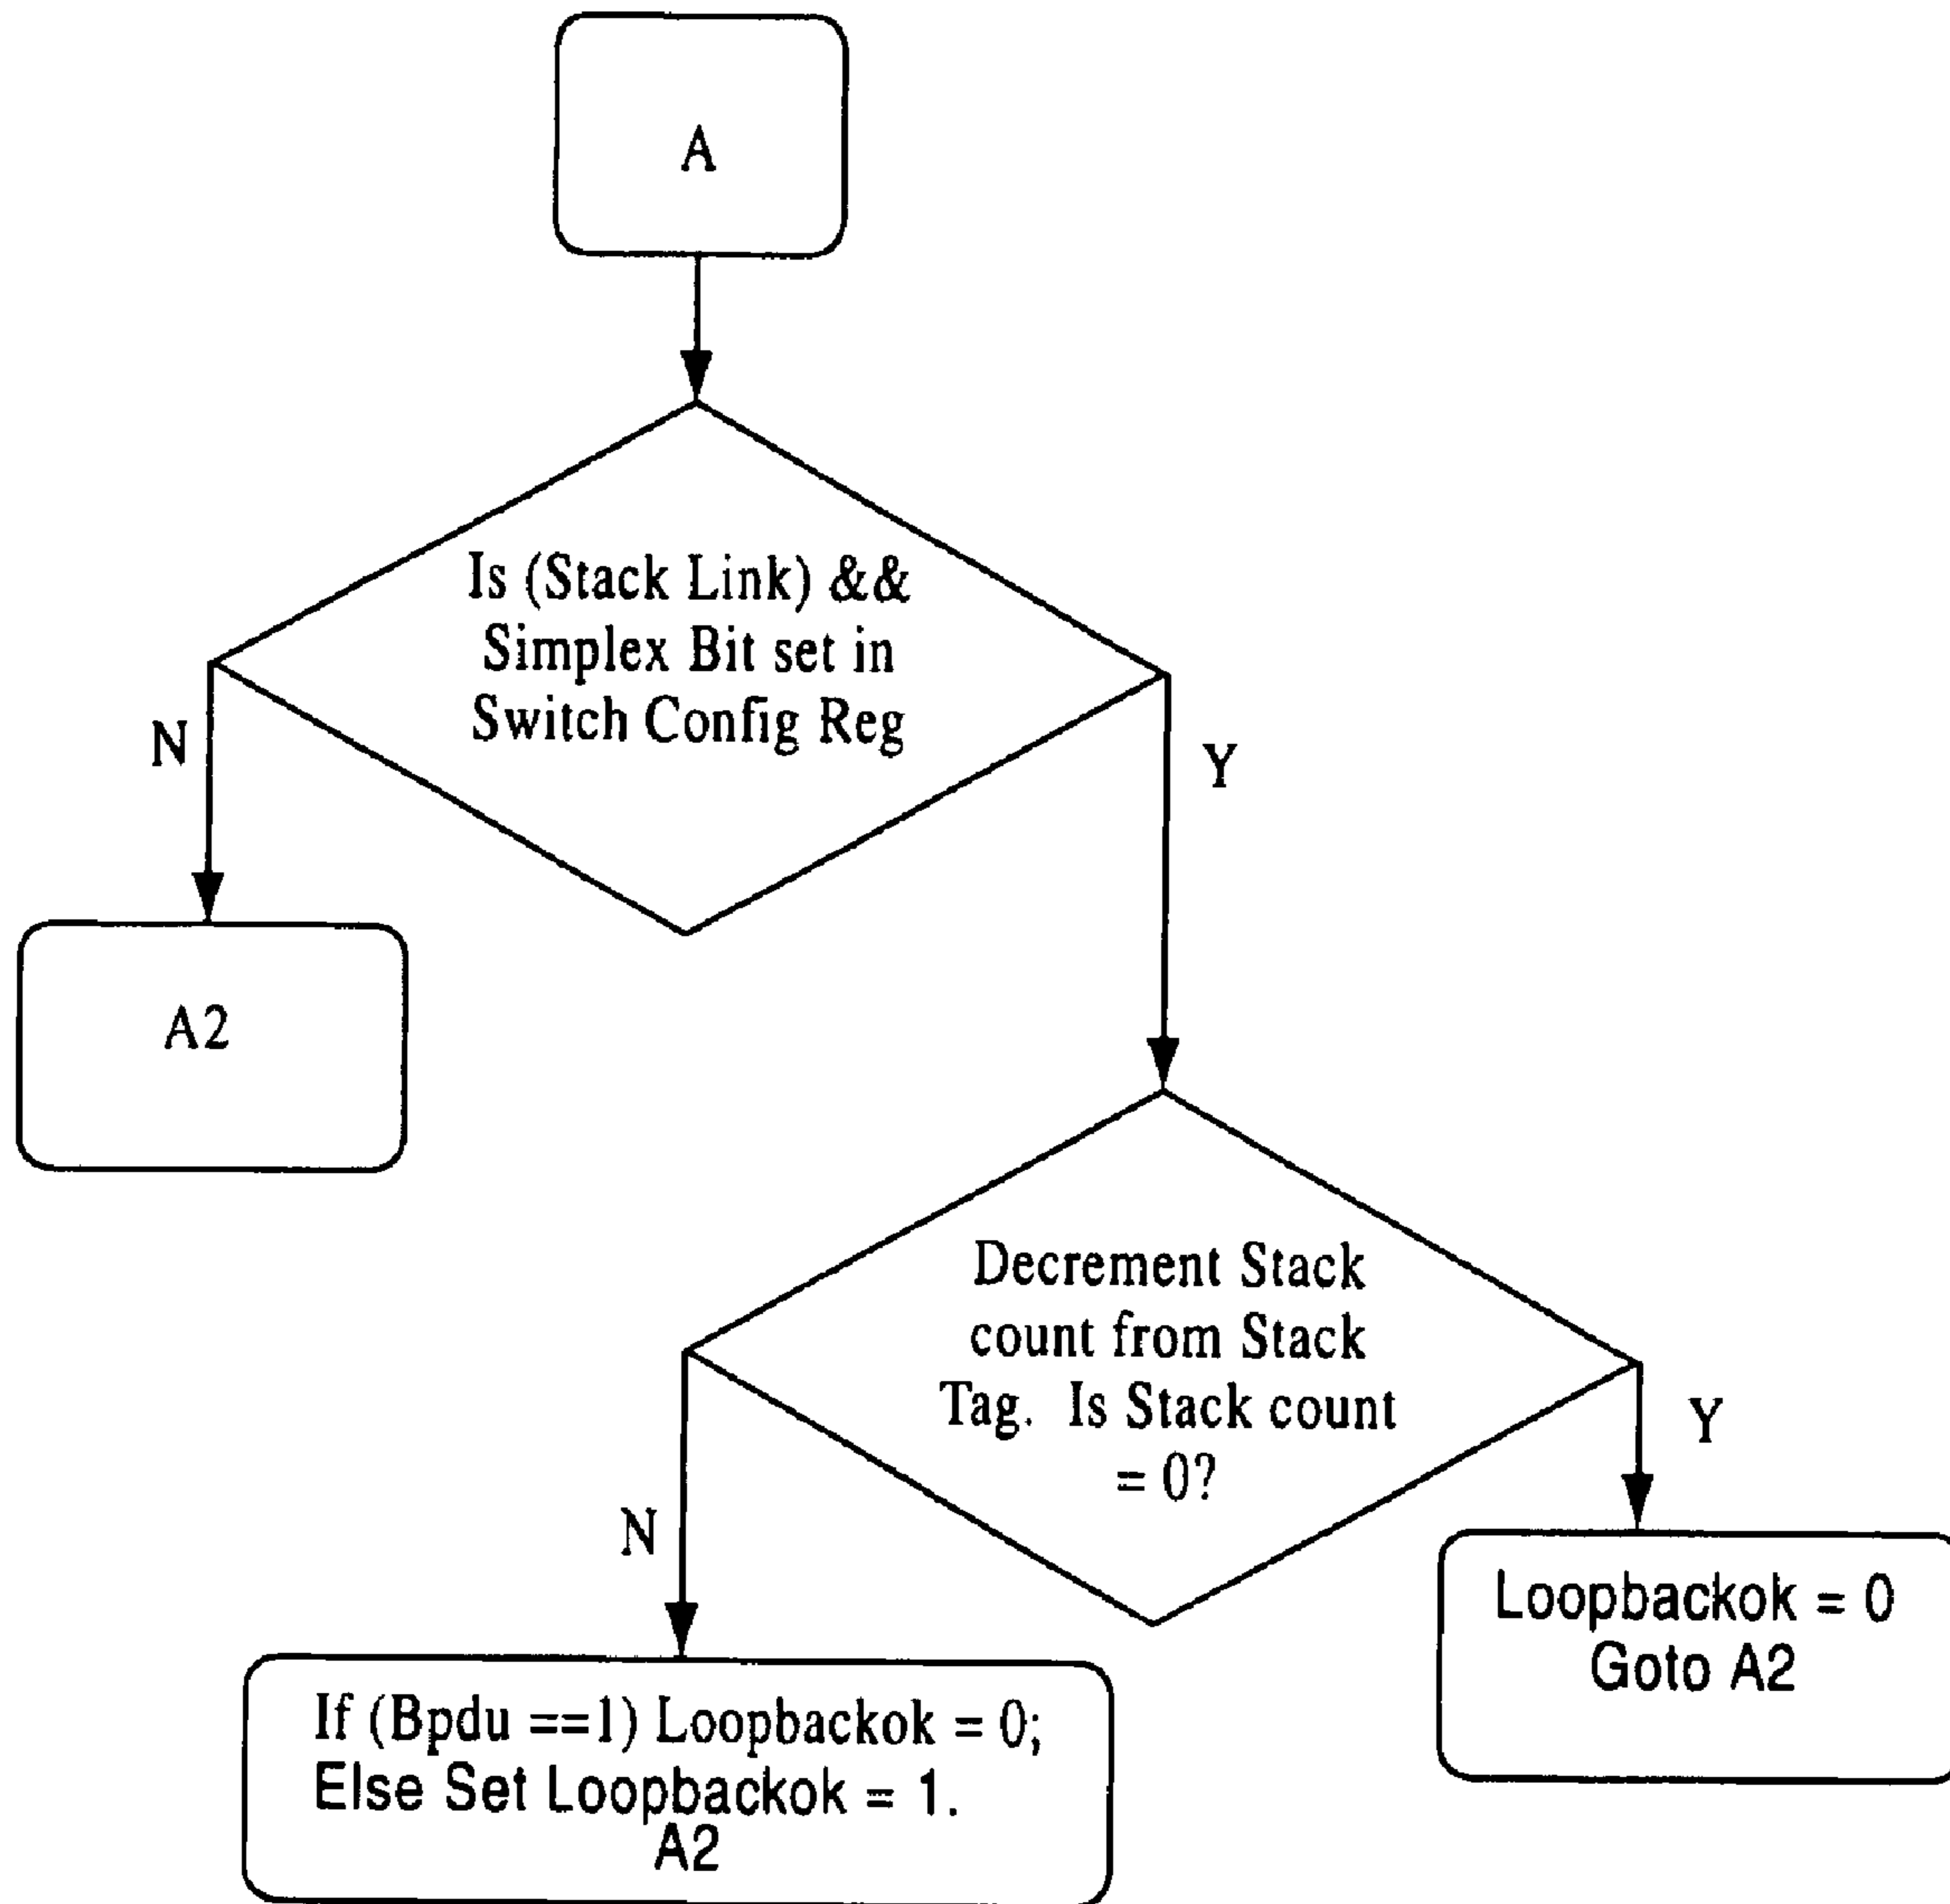 A
Is (Stack Link) &&
Simplex Bit set in
Switch Config Reg
N
Y
A2
Decrement Stack
count from Stack
Tag. Is Stack count
= 0?
N
Y
Loopbackok = 0
Goto A2
If (Bpdu ==1) Loopbackok = 0;
Else Set Loopbackok = 1.
A2